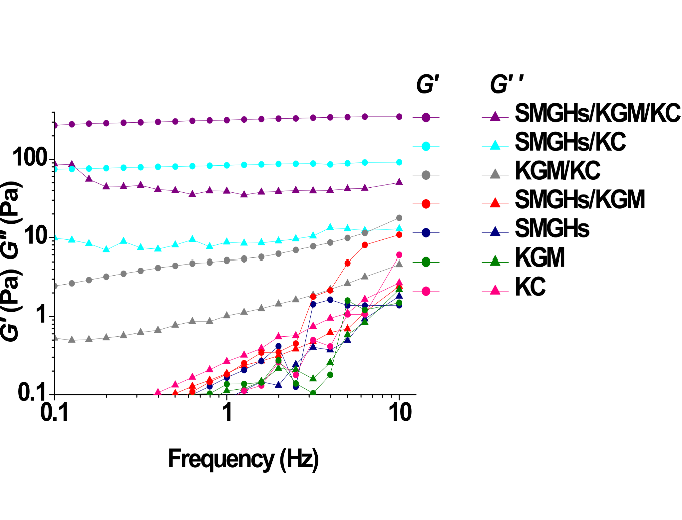 G' G' '
SMGHs/KGM/KC
SMGHs/KC
KGM/KC
SMGHs/KGM
SMGHs
KGM
KC
G' (Pa) G'' (Pa)
100
10
1
0.1
0.1 1 10
Frequency (Hz)